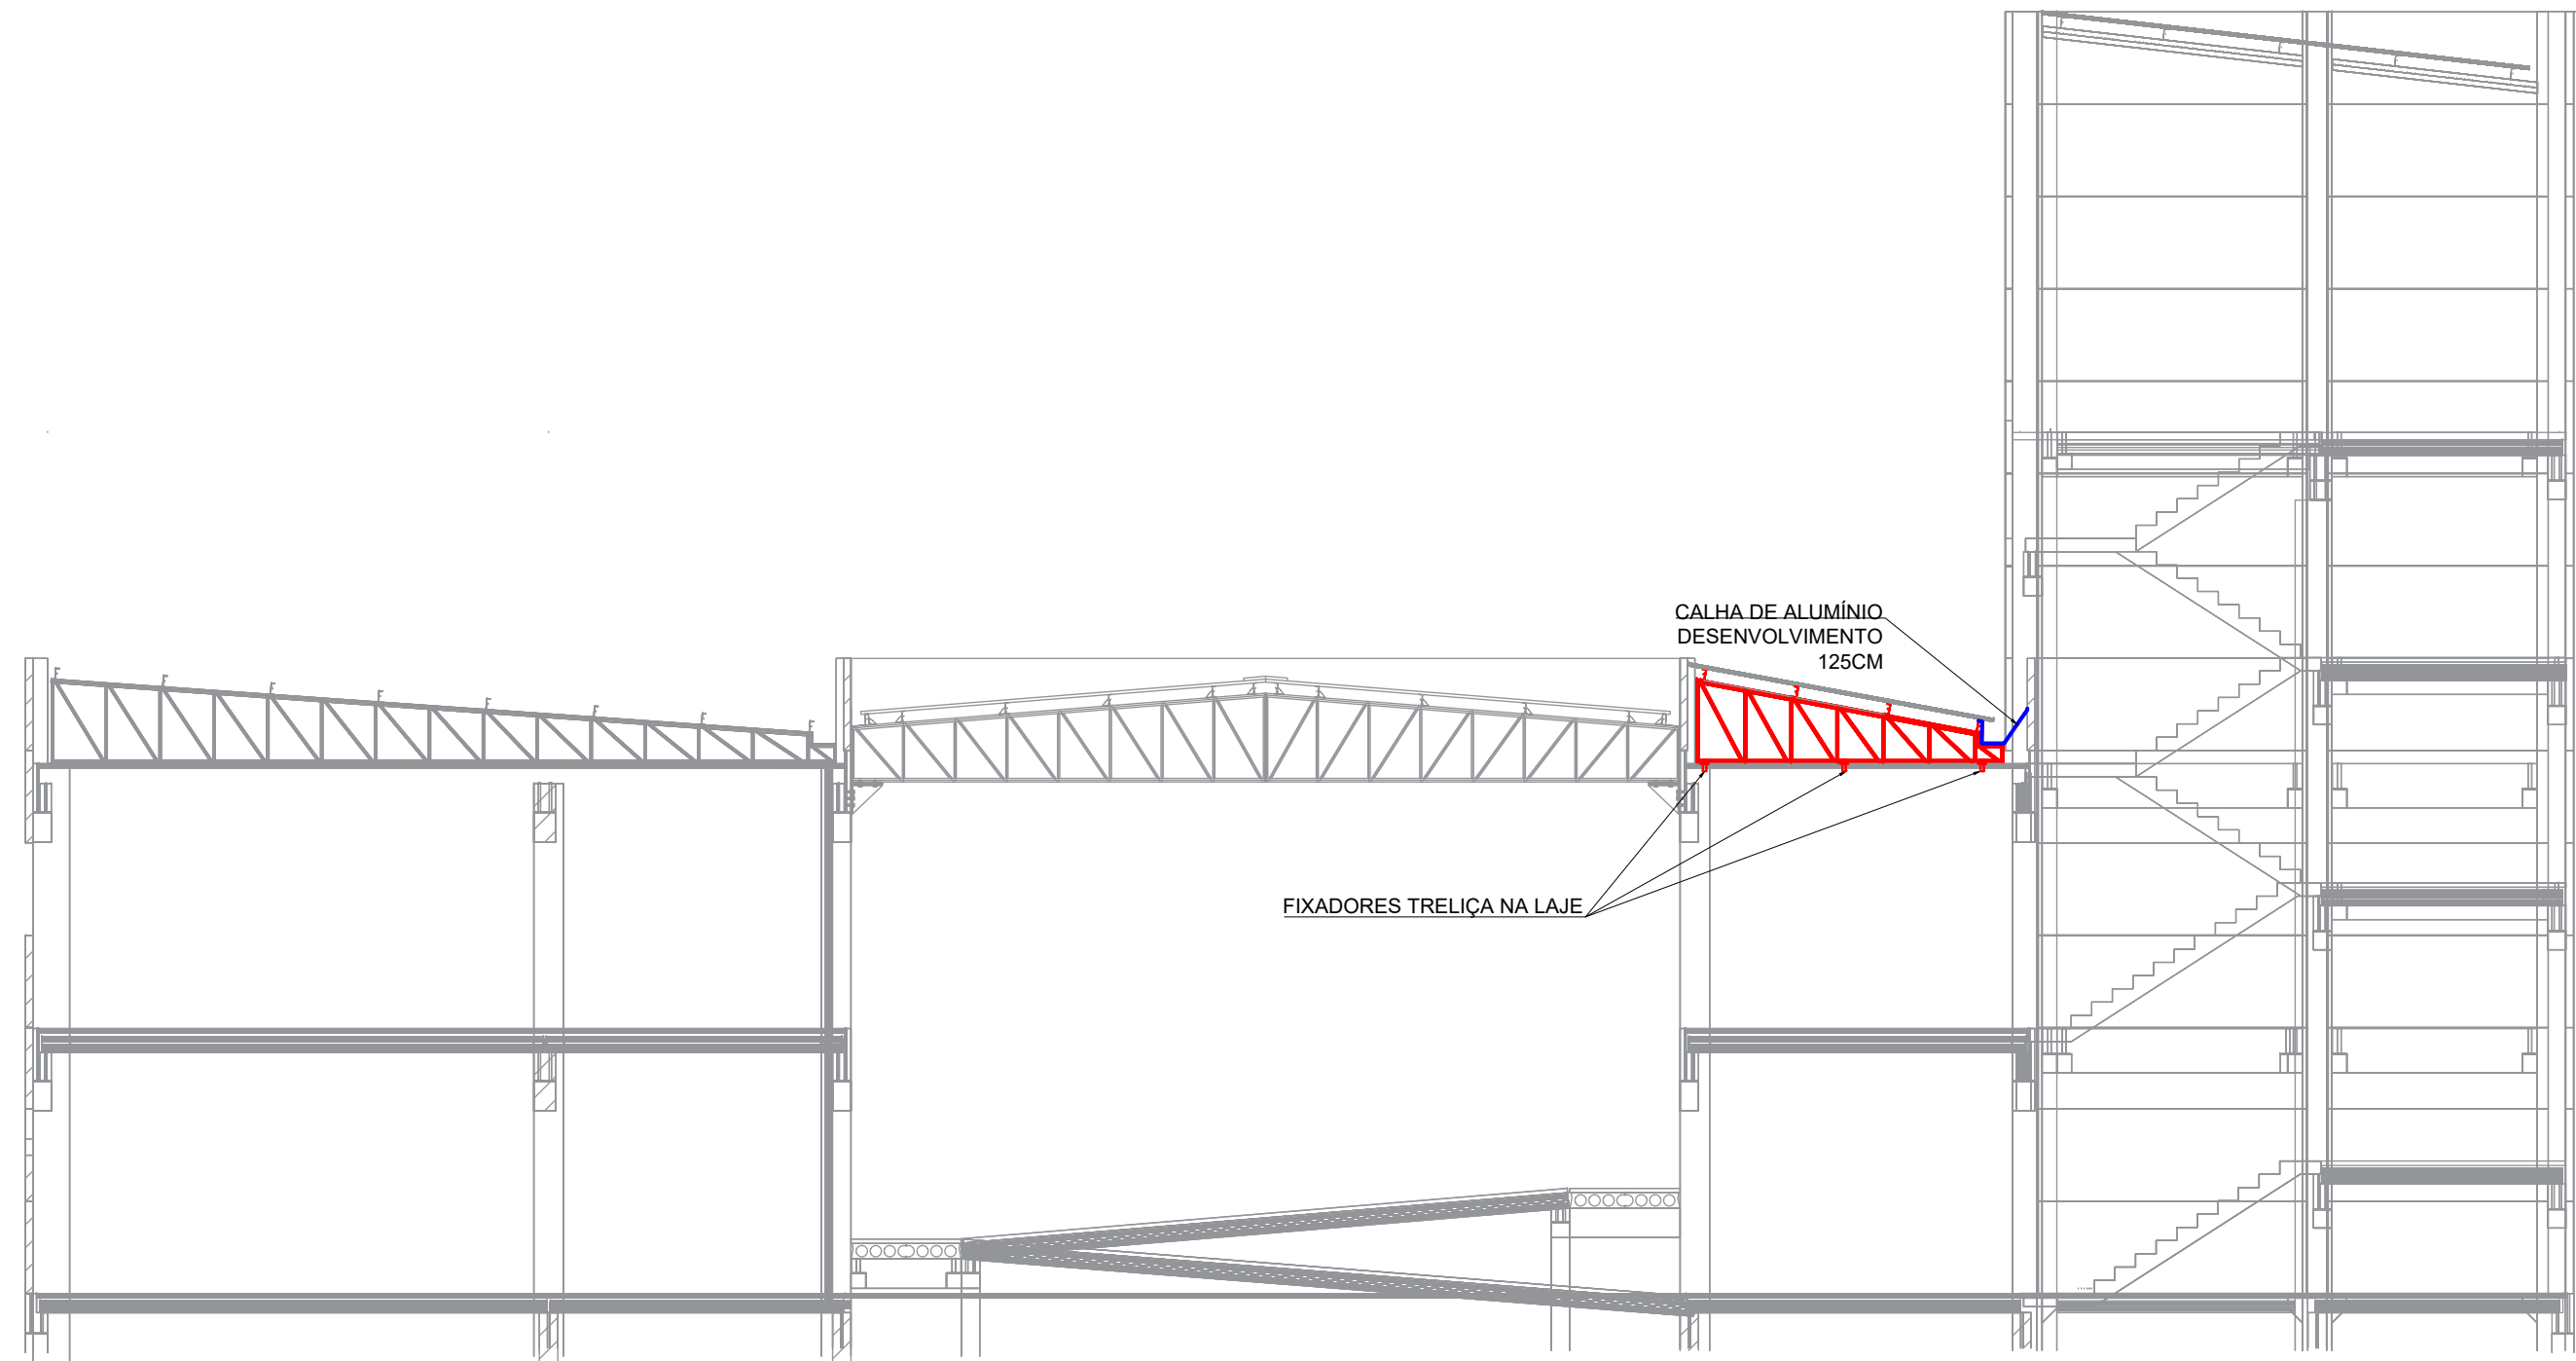 CALHA DE ALUMÍNIO
DESENVOLVIMENTO
125CM
FIXADORES TRELIÇA NA LAJE